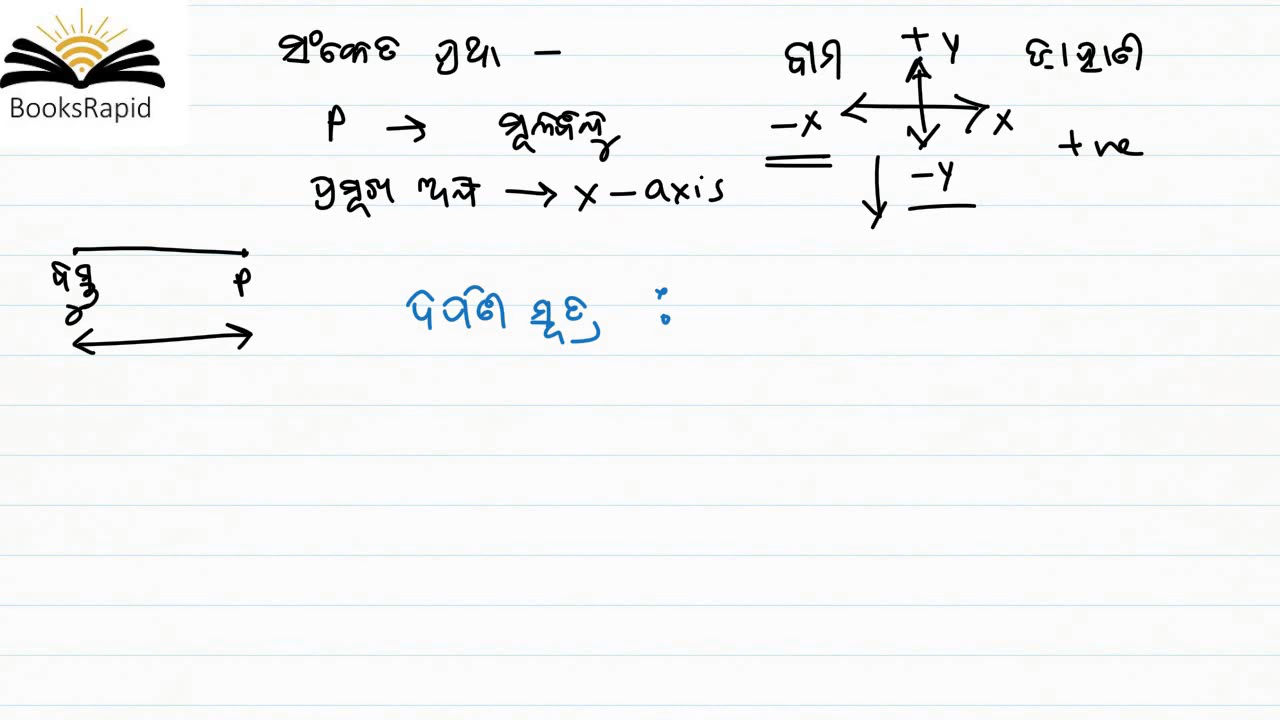 BooksRapid
ସଂକେତ ପ୍ରଥା -
ବାମ +y ଡାହାଣ
-x x +ve
-y
P → ମୂଳବିନ୍ଦୁ
ପ୍ରମୁଖ ଅକ୍ଷ → x - axis
ବସ୍ତୁ P
ଦର୍ପଣ ସୂତ୍ର :